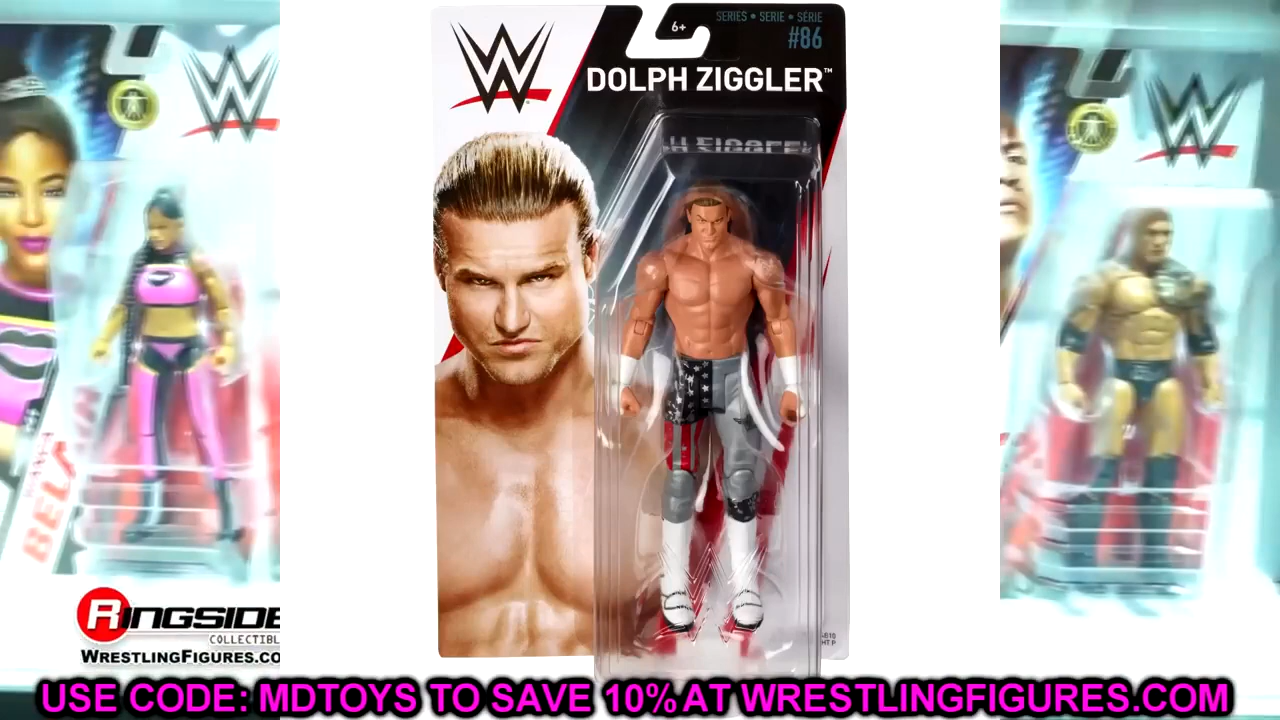 SERIES • SERIE • SÉRIE
#86
6+
W
DOLPH ZIGGLER™
W
W
BELA
RINGSIDE
COLLECTIBL
WRESTLINGFIGURES.CO
USE CODE: MDTOYS TO SAVE 10% AT WRESTLINGFIGURES.COM